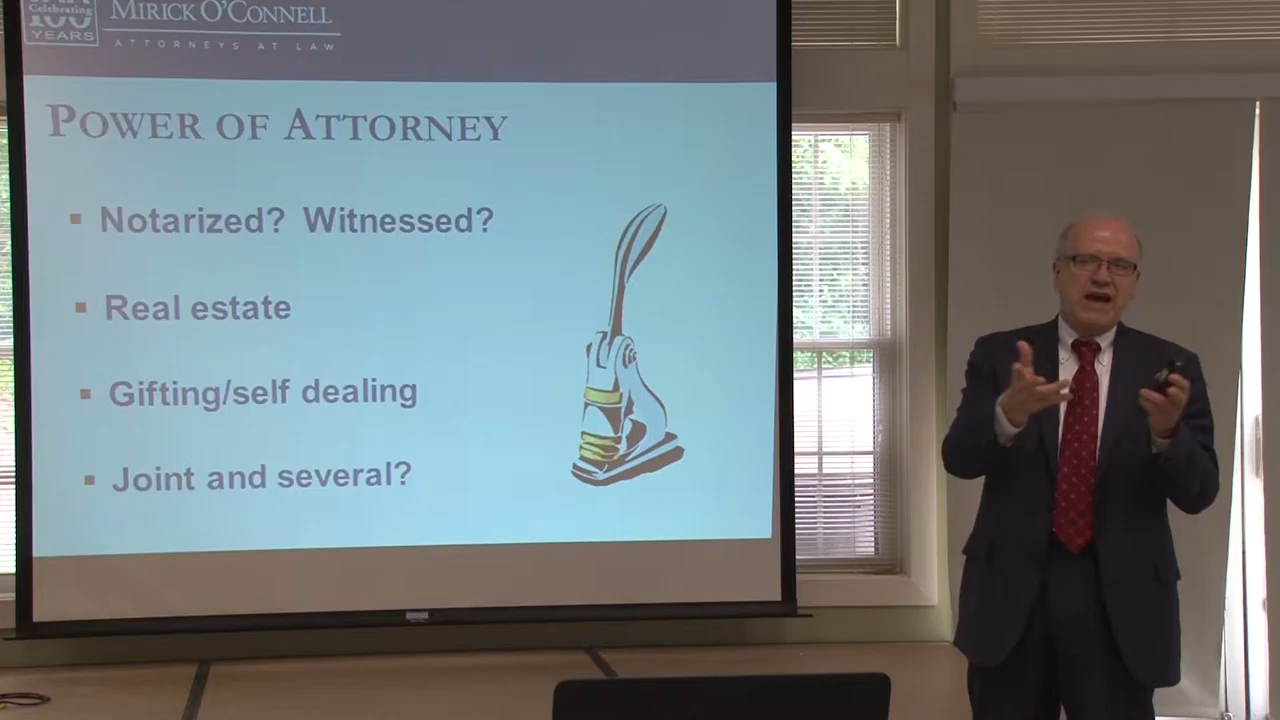 Celebrating
100
YEARS
MIRICK O'CONNELL
ATTORNEYS AT LAW
POWER OF ATTORNEY
Notarized? Witnessed?
Real estate
Gifting/self dealing
Joint and several?